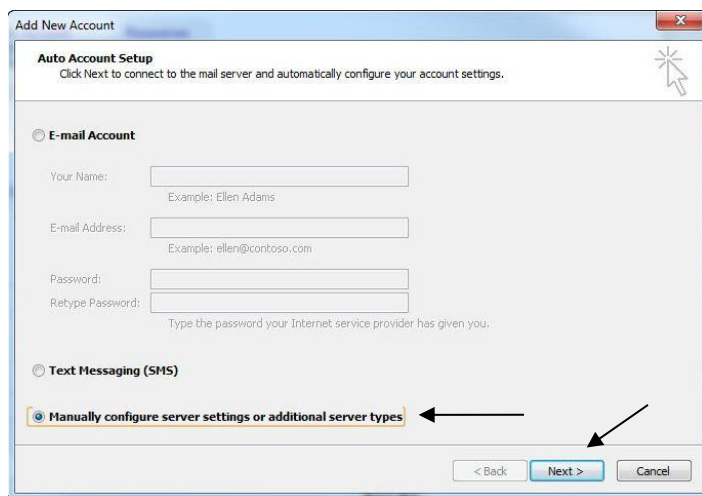 Add New Account
Auto Account Setup
Click Next to connect to the mail server and automatically configure your account settings.
E-mail Account
Your Name:
Example: Ellen Adams
E-mail Address:
Example: ellen@contoso.com
Password:
Retype Password:
Type the password your Internet service provider has given you.
Text Messaging (SMS)
Manually configure server settings or additional server types
< Back Next > Cancel